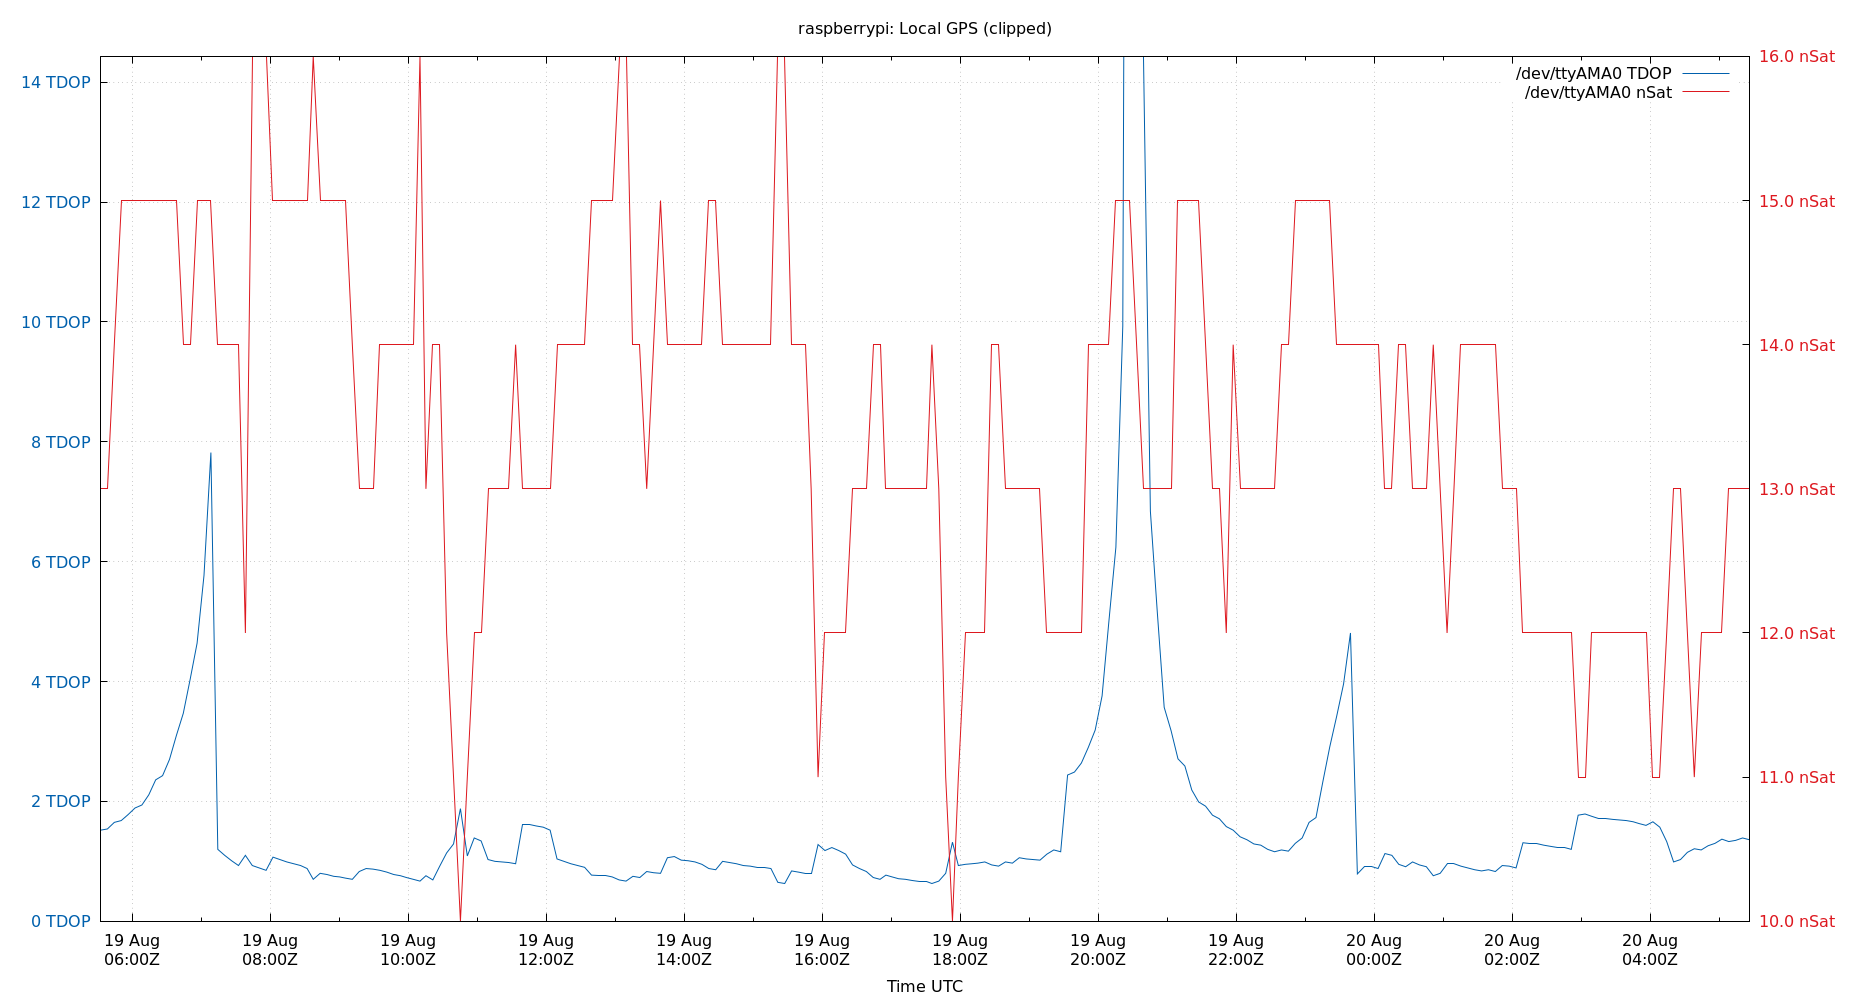 raspberrypi: Local GPS (clipped)
/dev/ttyAMA0 TDOP
/dev/ttyAMA0 nSat
14 TDOP
12 TDOP
10 TDOP
8 TDOP
6 TDOP
4 TDOP
2 TDOP
0 TDOP
16.0 nSat
15.0 nSat
14.0 nSat
13.0 nSat
12.0 nSat
11.0 nSat
10.0 nSat
19 Aug
06:00Z
19 Aug
08:00Z
19 Aug
10:00Z
19 Aug
12:00Z
19 Aug
14:00Z
19 Aug
16:00Z
19 Aug
18:00Z
19 Aug
20:00Z
19 Aug
22:00Z
20 Aug
00:00Z
20 Aug
02:00Z
20 Aug
04:00Z
Time UTC